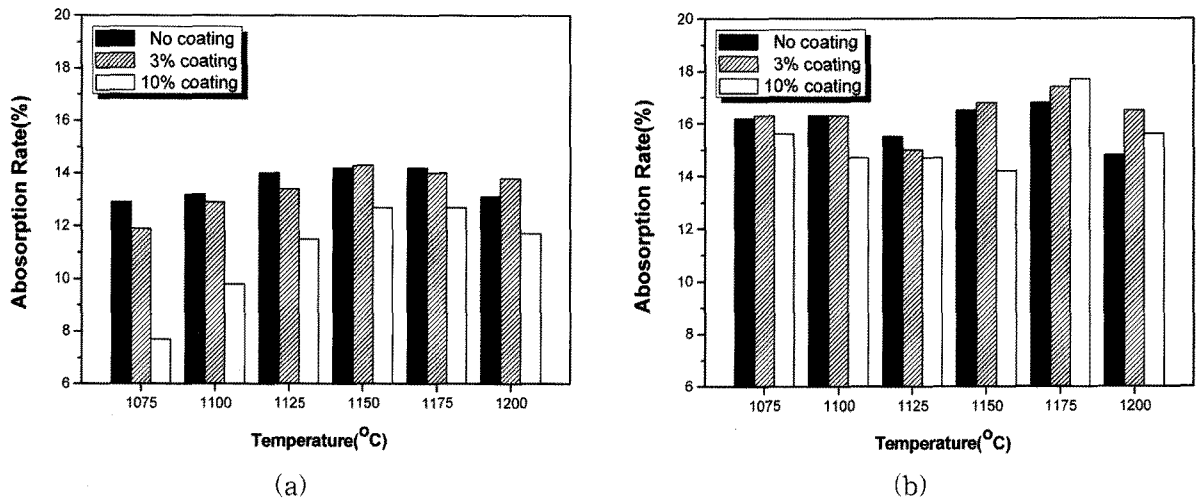 20
18
16
14
12
10
8
6
Abosorption Rate(%)
No coating
3% coating
10% coating
1075 1100 1125 1150 1175 1200
Temperature(°C)
(a)
20
18
16
14
12
10
8
6
Abosorption Rate(%)
No coating
3% coating
10% coating
1075 1100 1125 1150 1175 1200
Temperature(°C)
(b)